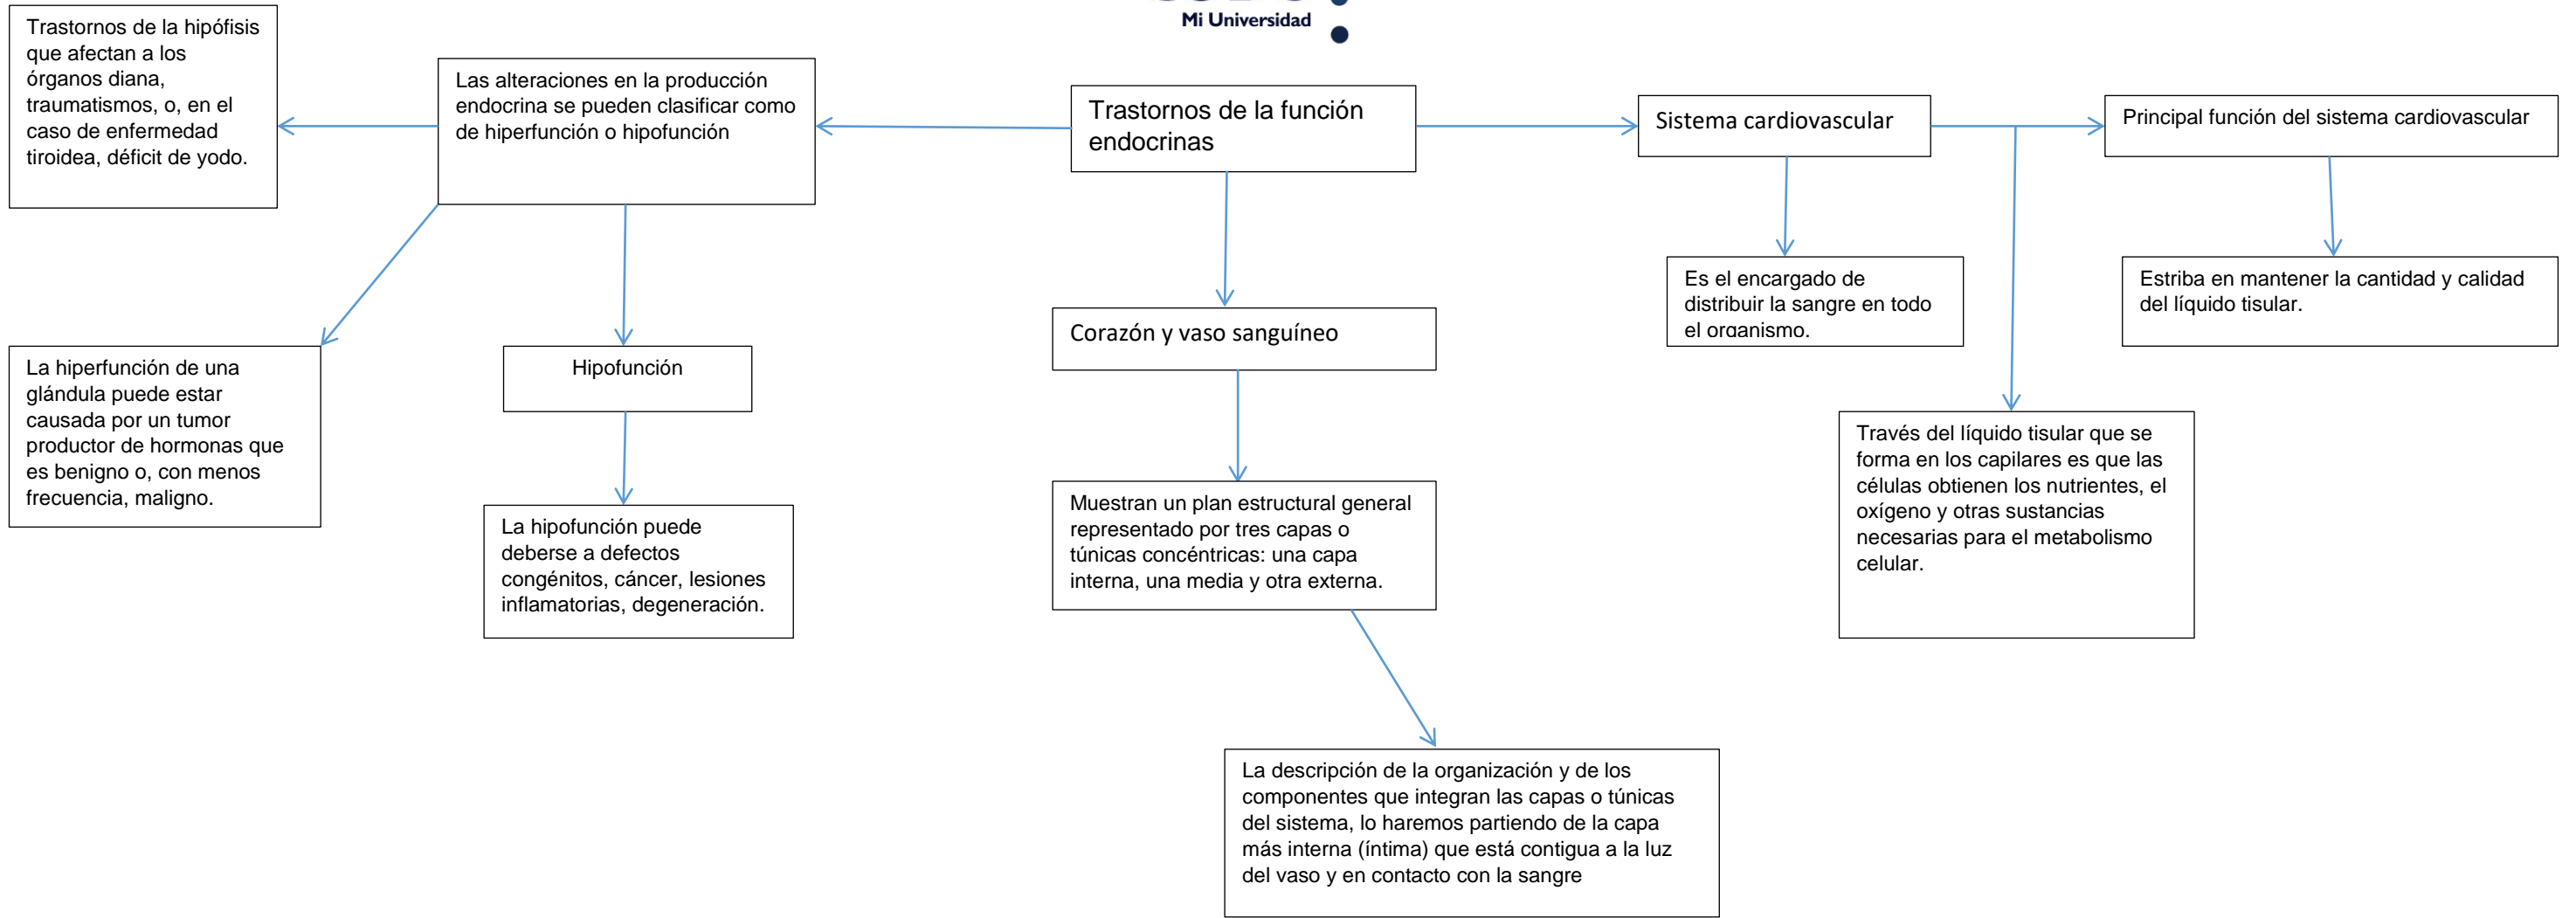 Mi Universidad
Trastornos de la hipófisis
que afectan a los
órganos diana,
traumatismos, o, en el
caso de enfermedad
tiroidea, déficit de yodo.
Las alteraciones en la producción
endocrina se pueden clasificar como
de hiperfunción o hipofunción
Trastornos de la función
endocrinas
Sistema cardiovascular
Principal función del sistema cardiovascular
Es el encargado de
distribuir la sangre en todo
el organismo.
Estriba en mantener la cantidad y calidad
del líquido tisular.
La hiperfunción de una
glándula puede estar
causada por un tumor
productor de hormonas que
es benigno o, con menos
frecuencia, maligno.
Hipofunción
Corazón y vaso sanguíneo
Través del líquido tisular que se
forma en los capilares es que las
células obtienen los nutrientes, el
oxígeno y otras sustancias
necesarias para el metabolismo
celular.
La hipofunción puede
deberse a defectos
congénitos, cáncer, lesiones
inflamatorias, degeneración.
Muestran un plan estructural general
representado por tres capas o
túnicas concéntricas: una capa
interna, una media y otra externa.
La descripción de la organización y de los
componentes que integran las capas o túnicas
del sistema, lo haremos partiendo de la capa
más interna (íntima) que está contigua a la luz
del vaso y en contacto con la sangre